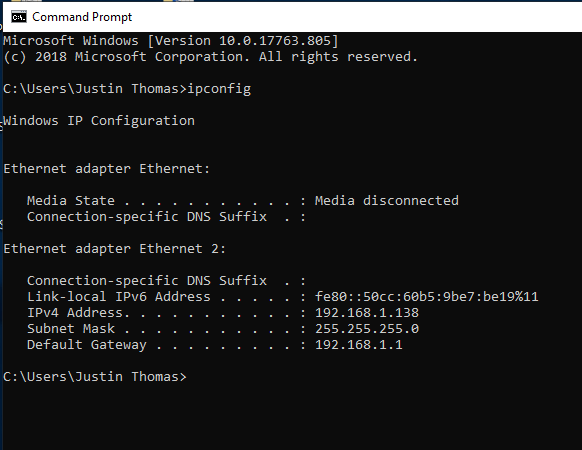 Command Prompt
Microsoft Windows [Version 10.0.17763.805]
(c) 2018 Microsoft Corporation. All rights reserved.
C:\Users\Justin Thomas>ipconfig
Windows IP Configuration
Ethernet adapter Ethernet:
Media State . . . . . . . . . . . : Media disconnected
Connection-specific DNS Suffix  . :
Ethernet adapter Ethernet 2:
Connection-specific DNS Suffix  . :
Link-local IPv6 Address . . . . . : fe80::50cc:60b5:9be7:be19%11
IPv4 Address. . . . . . . . . . . : 192.168.1.138
Subnet Mask . . . . . . . . . . . : 255.255.255.0
Default Gateway . . . . . . . . . : 192.168.1.1
C:\Users\Justin Thomas>